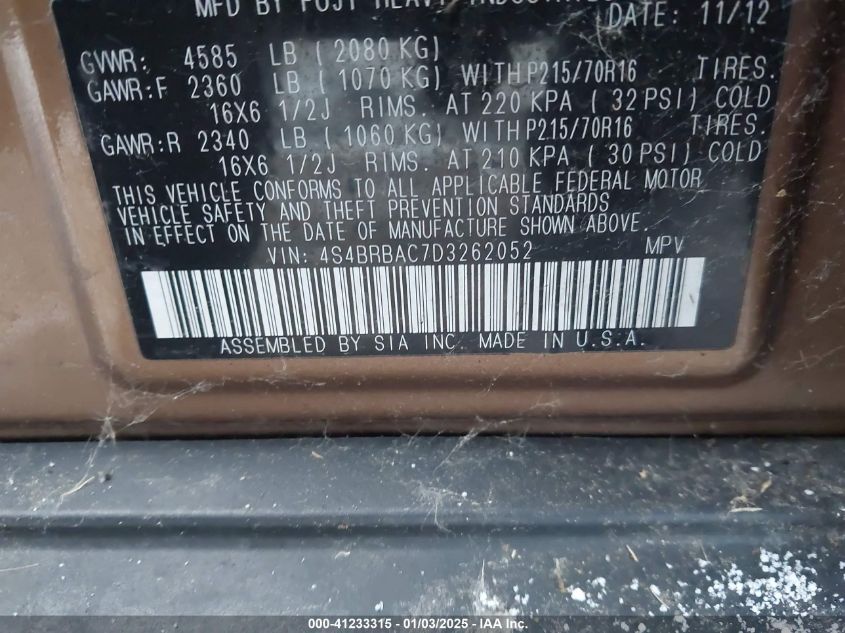 MFD BY FUJI HEAVY
DATE: 11/12
GVWR: 4585 LB ( 2080 KG)
GAWR:F 2360 LB ( 1070 KG) WITH P215/70R16 TIRES.
16X6 1/2J RIMS. AT 220 KPA ( 32 PSI) COLD
GAWR:R 2340 LB ( 1060 KG) WITH P215/70R16 TIRES.
16X6 1/2J RIMS. AT 210 KPA ( 30 PSI) COLD
THIS VEHICLE CONFORMS TO ALL APPLICABLE FEDERAL MOTOR
VEHICLE SAFETY AND THEFT PREVENTION STANDARDS
IN EFFECT ON THE DATE OF MANUFACTURE SHOWN ABOVE.
VIN: 4S4BRBAC7D3262052 MPV
ASSEMBLED BY SIA INC. MADE IN U.S.A.
000-41233315 - 01/03/2025 - IAA Inc.